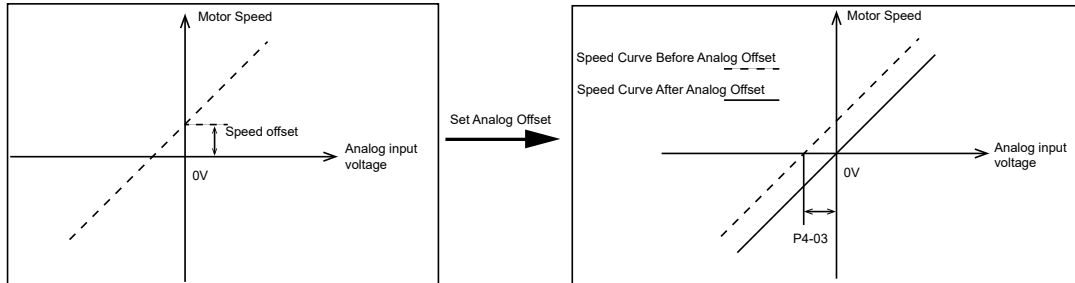 Motor Speed
Speed offset
Analog input
voltage
0V
Set Analog Offset
Motor Speed
Speed Curve Before Analog Offset
Speed Curve After Analog Offset
Analog input
voltage
0V
P4-03